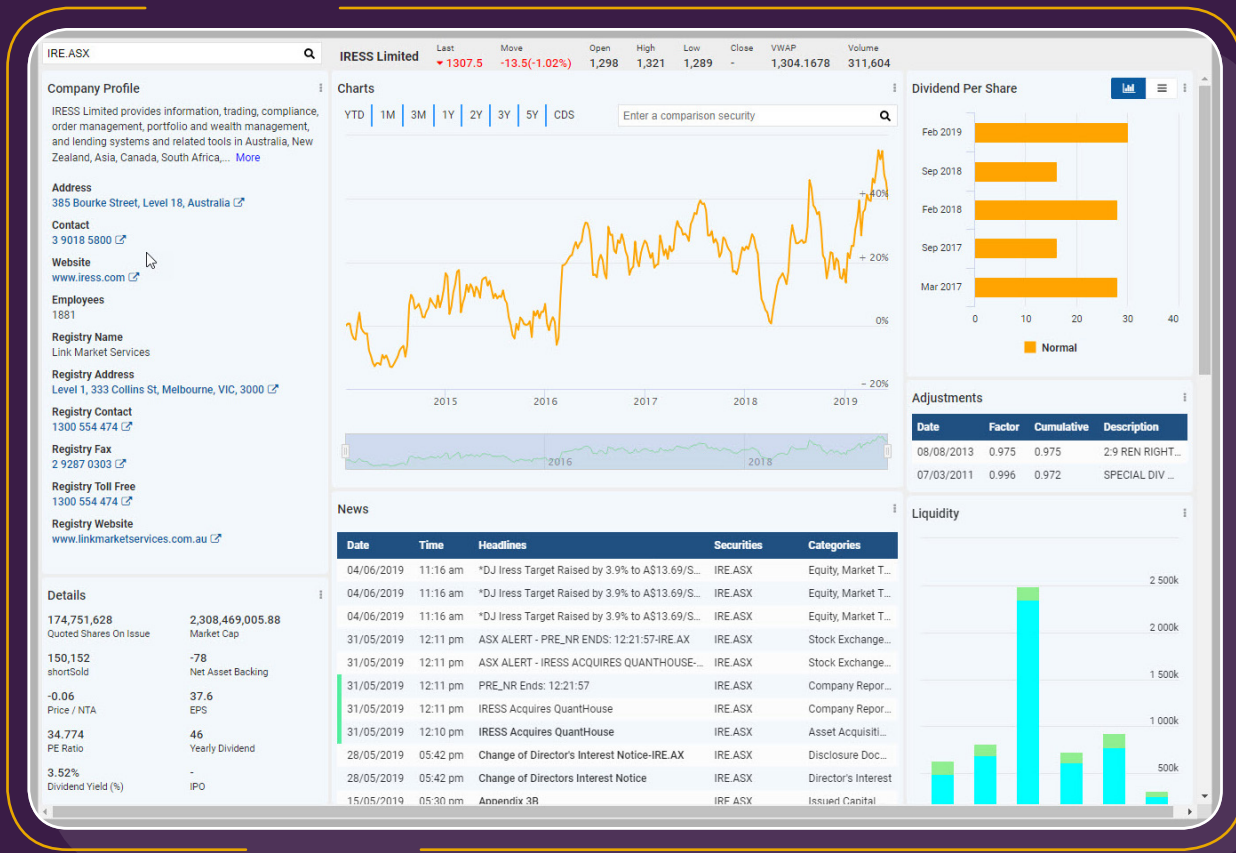 IRE.ASX
IRESS Limited
Last Move Open High Low Close VWAP Volume
1307.5 -13.5(-1.02%) 1,298 1,321 1,289 - 1,304.1678 311,604
Company Profile
IRESS Limited provides information, trading, compliance,
order management, portfolio and wealth management,
and lending systems and related tools in Australia, New
Zealand, Asia, Canada, South Africa,... More
Address
385 Bourke Street, Level 18, Australia
Contact
3 9018 5800
Website
www.iress.com
Employees
1881
Registry Name
Link Market Services
Registry Address
Level 1, 333 Collins St, Melbourne, VIC, 3000
Registry Contact
1300 554 474
Registry Fax
2 9287 0303
Registry Toll Free
1300 554 474
Registry Website
www.linkmarketservices.com.au
Details
174,751,628 2,308,469,005.88
Quoted Shares On Issue Market Cap
150,152 -78
shortSold Net Asset Backing
-0.06 37.6
Price / NTA EPS
34.774 46
PE Ratio Yearly Dividend
3.52% -
Dividend Yield (%) IPO
Charts
YTD 1M 3M 1Y 2Y 3Y 5Y CDS
Enter a comparison security
+ 40%
+ 20%
0%
- 20%
2015 2016 2017 2018 2019
2016 2018
News
Date Time Headlines Securities Categories
04/06/2019 11:16 am *DJ Iress Target Raised by 3.9% to A$13.69/S... IRE.ASX Equity, Market T...
04/06/2019 11:16 am *DJ Iress Target Raised by 3.9% to A$13.69/S... IRE.ASX Equity, Market T...
04/06/2019 11:16 am *DJ Iress Target Raised by 3.9% to A$13.69/S... IRE.ASX Equity, Market T...
31/05/2019 12:11 pm ASX ALERT - PRE_NR ENDS: 12:21:57-IRE.AX IRE.ASX Stock Exchange...
31/05/2019 12:11 pm ASX ALERT - IRESS ACQUIRES QUANTHOUSE-... IRE.ASX Stock Exchange...
31/05/2019 12:11 pm PRE_NR Ends: 12:21:57 IRE.ASX Company Repor...
31/05/2019 12:11 pm IRESS Acquires QuantHouse IRE.ASX Company Repor...
31/05/2019 12:10 pm IRESS Acquires QuantHouse IRE.ASX Asset Acquisiti...
28/05/2019 05:42 pm Change of Director's Interest Notice-IRE.AX IRE.ASX Disclosure Doc...
28/05/2019 05:42 pm Change of Directors Interest Notice IRE.ASX Director's Interest
15/05/2019 05:30 pm Appendix 3B IRE.ASX Issued Capital
Dividend Per Share
Feb 2019
Sep 2018
Feb 2018
Sep 2017
Mar 2017
0 10 20 30 40
Normal
Adjustments
Date Factor Cumulative Description
08/08/2013 0.975 0.975 2:9 REN RIGHT...
07/03/2011 0.996 0.972 SPECIAL DIV ...
Liquidity
2 500k
2 000k
1 500k
1 000k
500k